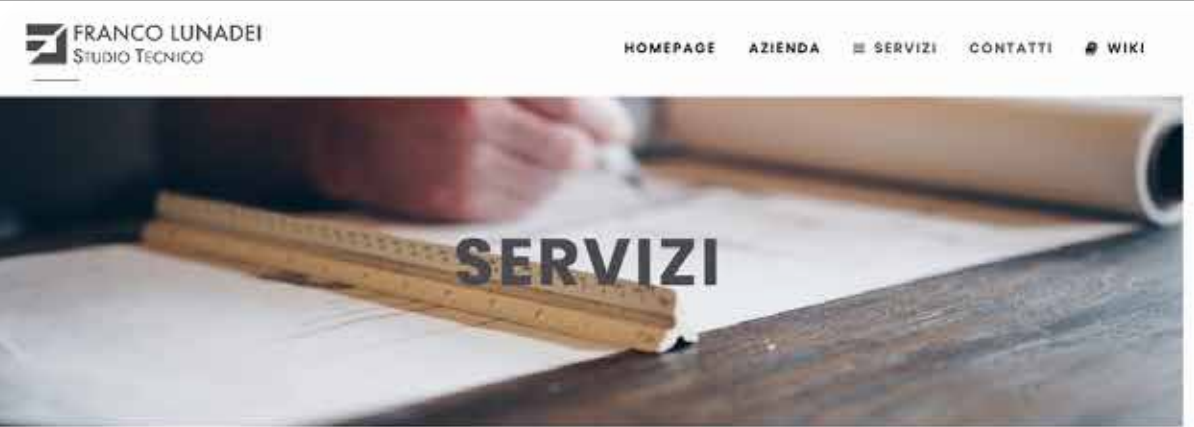 FRANCO LUNADEI
STUDIO TECNICO
HOMEPAGE AZIENDA SERVIZI CONTATTI WIKI
SERVIZI